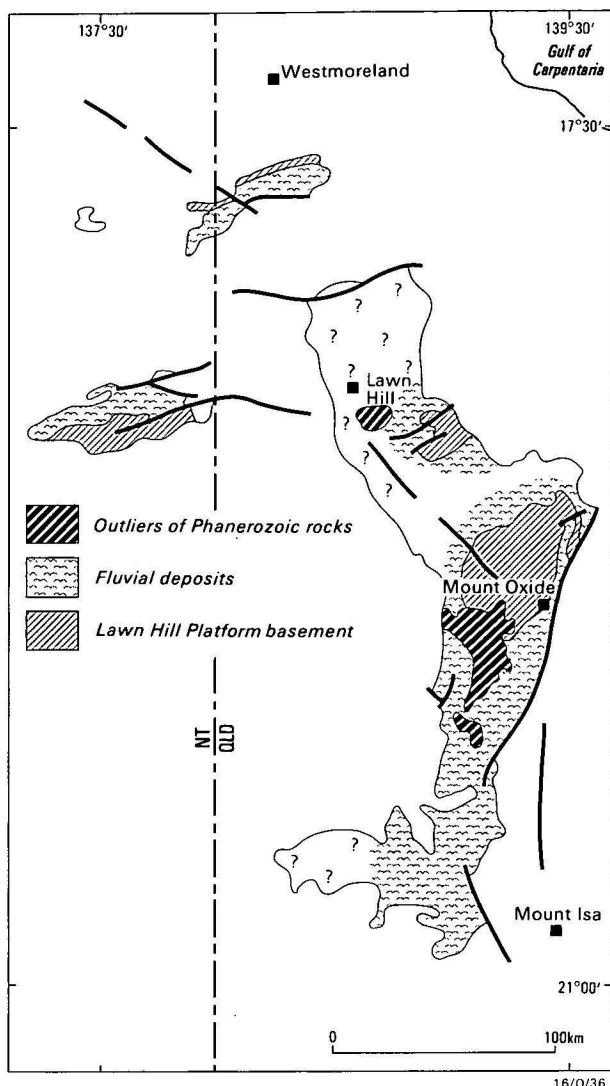 137°30′
139°30′
Gulf of
Carpentaria
Westmoreland
17°30′
?
?
?
?
?
?
Lawn
Hill
?
?
?
Outliers of Phanerozoic rocks
Fluvial deposits
Mount Oxide
Lawn Hill Platform basement
NT
QLD
?
?
?
Mount Isa
21°00′
0
100km
16/0/36